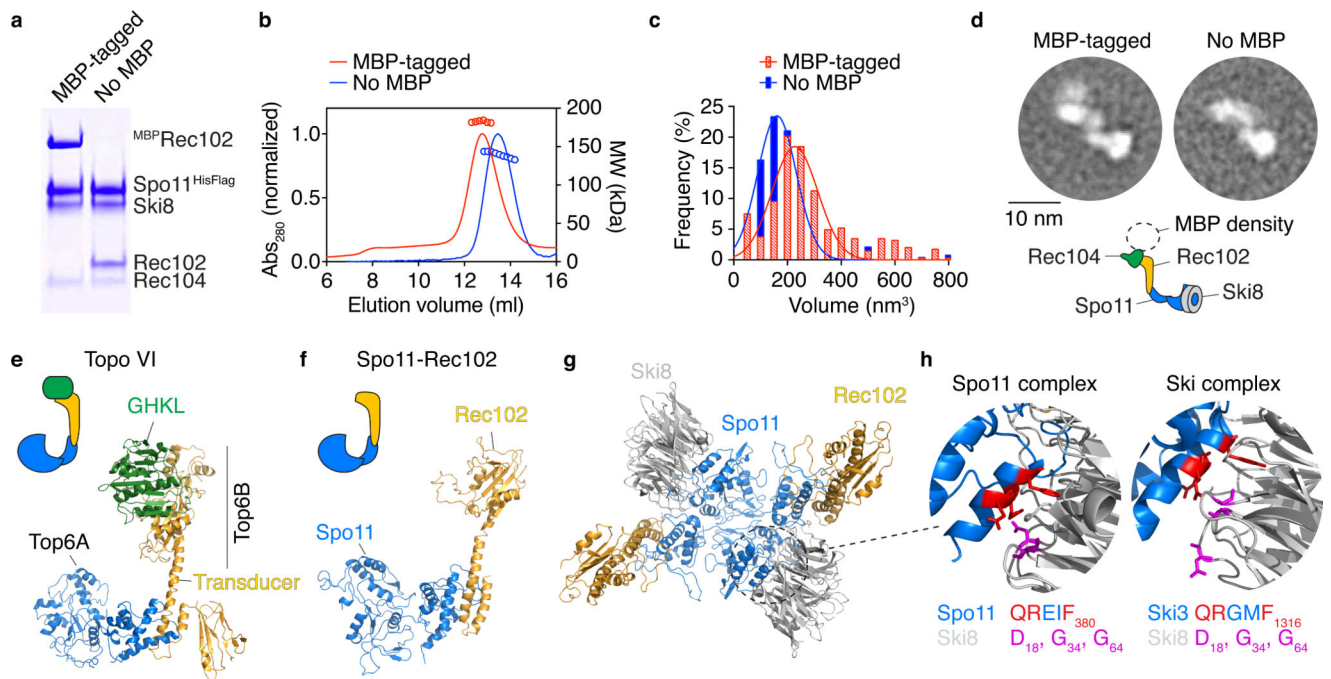 a
MBP-tagged
No MBP
MBPRec102
Spo11HisFlag
Ski8
Rec102
Rec104
b
MBP-tagged
No MBP
Abs280 (normalized)
1.0
0.5
0.0
6 8 10 12 14 16
Elution volume (ml)
200
150
100
50
0
MW (kDa)
c
MBP-tagged
No MBP
Frequency (%)
25
20
15
10
5
0
0 200 400 600 800
Volume (nm3)
d
MBP-tagged
No MBP
10 nm
MBP density
Rec104
Rec102
Spo11
Ski8
e
Topo VI
GHKL
Top6B
Top6A
Transducer
f
Spo11-Rec102
Rec102
Spo11
g
Ski8
Spo11
Rec102
h
Spo11 complex
Ski complex
Spo11 QREIF380
Ski8 D18, G34, G64
Ski3 QRGMF1316
Ski8 D18, G34, G64